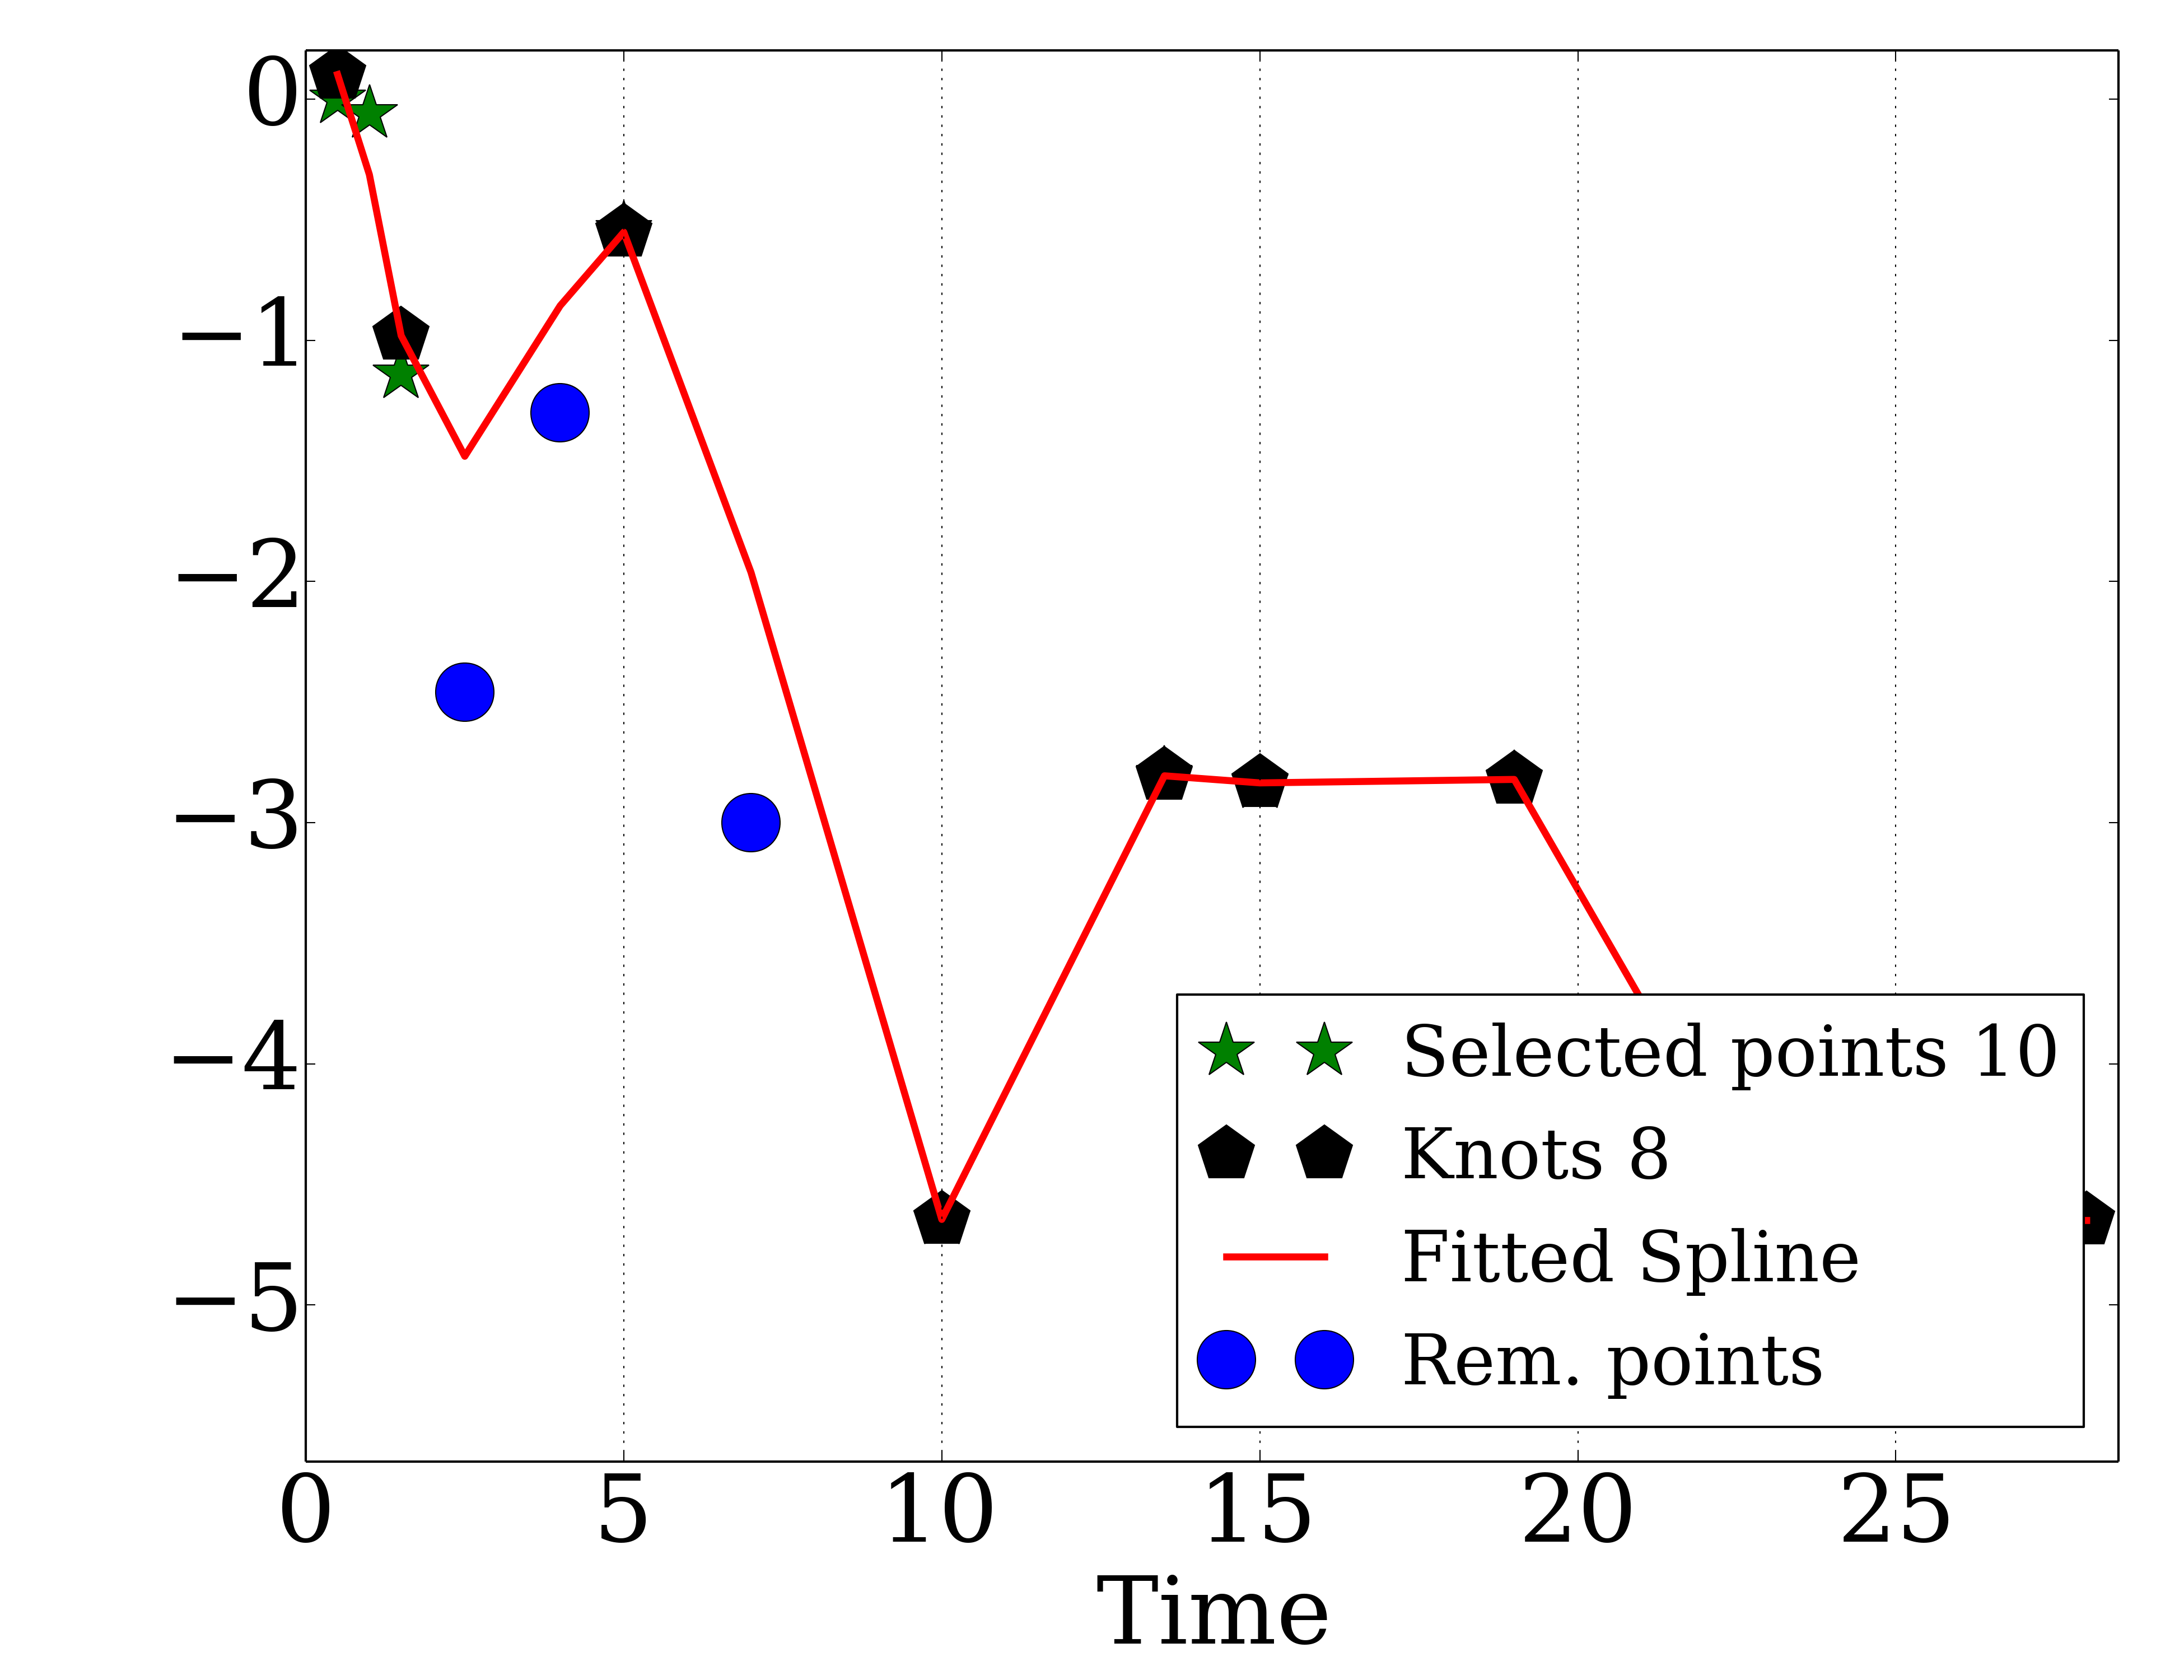 0
−1
−2
−3
−4
−5
Selected points 10
Knots 8
Fitted Spline
Rem. points
0 5 10 15 20 25
Time